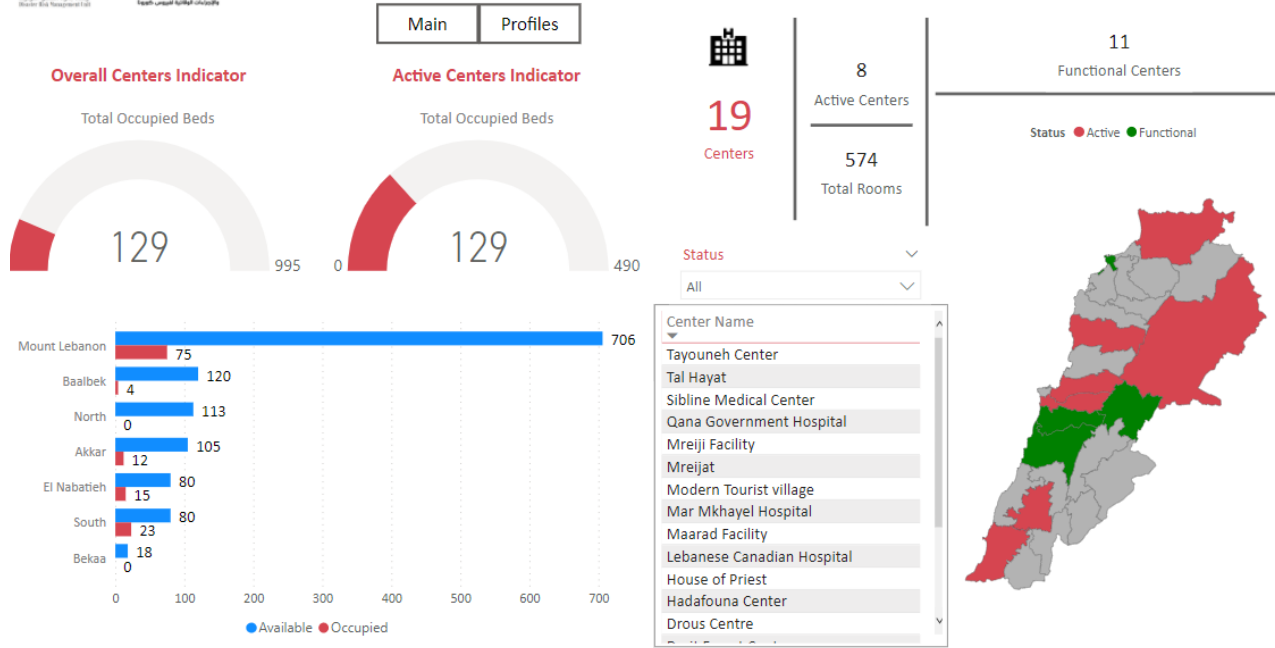 Main
Profiles
Overall Centers Indicator
Active Centers Indicator
Total Occupied Beds
Total Occupied Beds
129
995
129
0
490
19
Centers
8
Active Centers
574
Total Rooms
11
Functional Centers
Status Active Functional
Status
All
Center Name
Tayouneh Center
Tal Hayat
Sibline Medical Center
Qana Government Hospital
Mreiji Facility
Mreijat
Modern Tourist village
Mar Mkhayel Hospital
Maarad Facility
Lebanese Canadian Hospital
House of Priest
Hadafouna Center
Drous Centre
Mount Lebanon
706
75
Baalbek
120
4
North
113
0
Akkar
105
12
El Nabatieh
80
15
South
80
23
Bekaa
18
0
0 100 200 300 400 500 600 700
Available Occupied